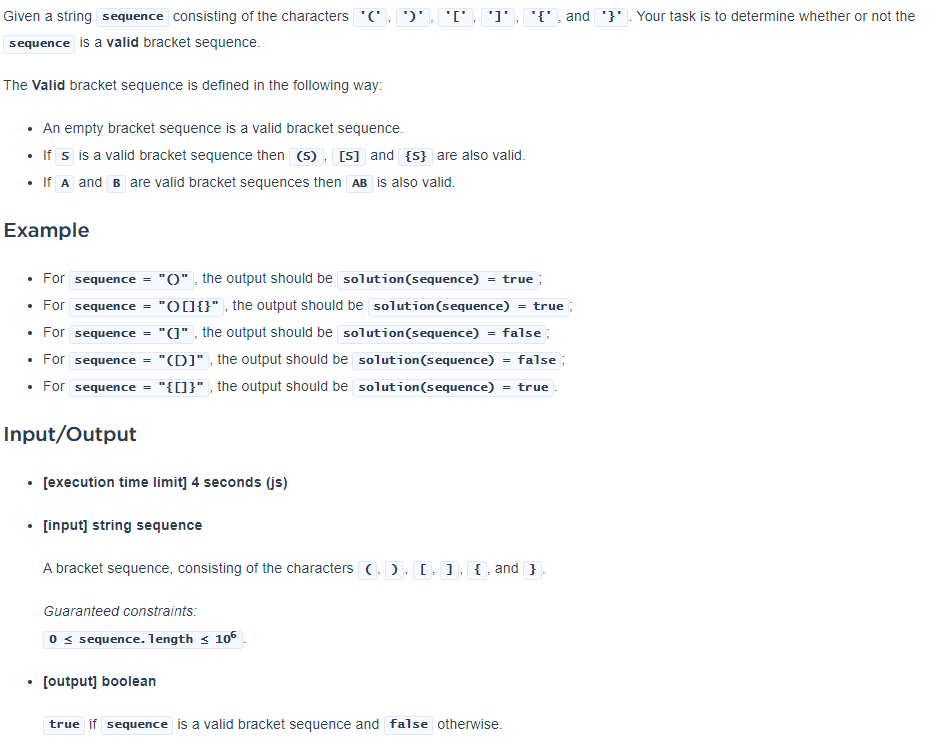 Given a string sequence consisting of the characters '(', ')', '[', ']', '{', and '}'. Your task is to determine whether or not the
sequence is a valid bracket sequence.
The Valid bracket sequence is defined in the following way:
• An empty bracket sequence is a valid bracket sequence.
• If S is a valid bracket sequence then (S), [S] and {S} are also valid.
• If A and B are valid bracket sequences then AB is also valid.
Example
• For sequence = "()", the output should be solution(sequence) = true;
• For sequence = "()[]{}", the output should be solution(sequence) = true;
• For sequence = "(]", the output should be solution(sequence) = false;
• For sequence = "([)]", the output should be solution(sequence) = false;
• For sequence = "{[]}", the output should be solution(sequence) = true.
Input/Output
• [execution time limit] 4 seconds (js)
• [input] string sequence
A bracket sequence, consisting of the characters (, ), [, ], {, and }.
Guaranteed constraints:
0 ≤ sequence.length ≤ 10⁶.
• [output] boolean
true if sequence is a valid bracket sequence and false otherwise.